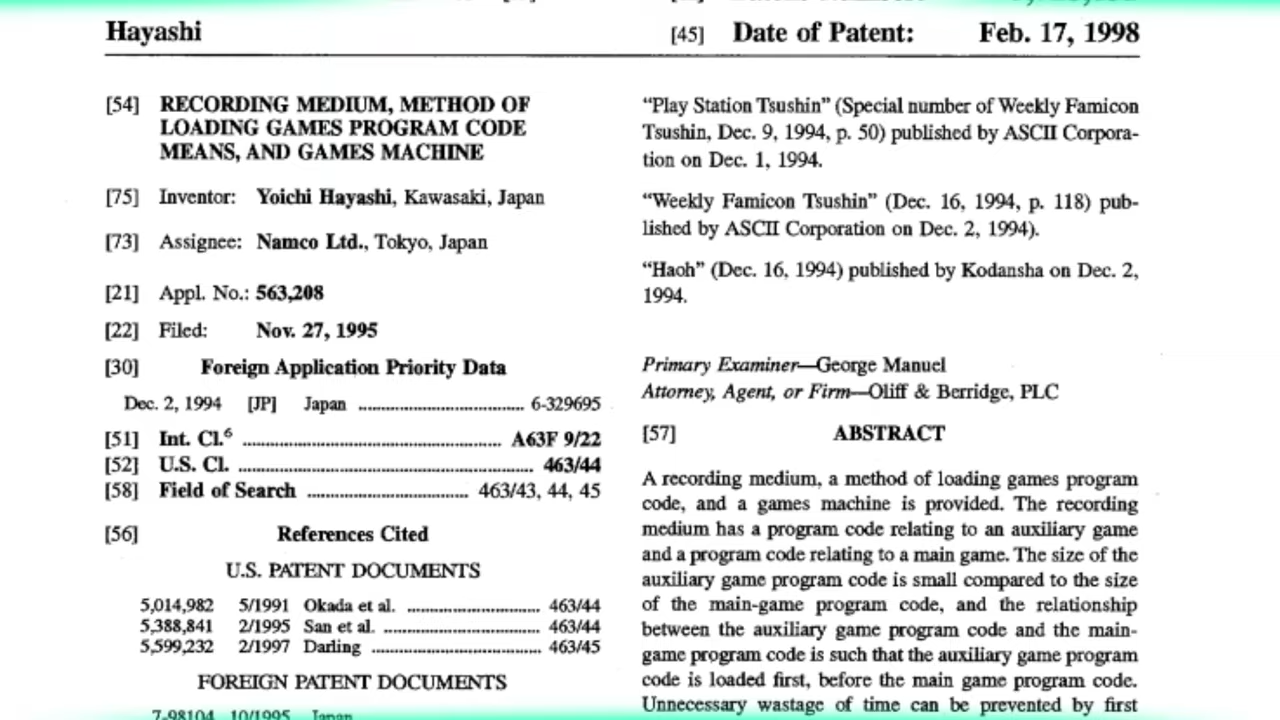 Hayashi
[45] Date of Patent: Feb. 17, 1998
[54] RECORDING MEDIUM, METHOD OF
LOADING GAMES PROGRAM CODE
MEANS, AND GAMES MACHINE
[75] Inventor: Yoichi Hayashi, Kawasaki, Japan
[73] Assignee: Namco Ltd., Tokyo, Japan
[21] Appl. No.: 563,208
[22] Filed: Nov. 27, 1995
[30] Foreign Application Priority Data
Dec. 2, 1994 [JP] Japan ................................. 6-329695
[51] Int. Cl.6 .................................................... A63F 9/22
[52] U.S. Cl. .......................................................... 463/44
[58] Field of Search ................................ 463/43, 44, 45
[56] References Cited
U.S. PATENT DOCUMENTS
5,014,982 5/1991 Okada et al. .......................... 463/44
5,388,841 2/1995 San et al. .............................. 463/44
5,599,232 2/1997 Darling ................................. 463/45
FOREIGN PATENT DOCUMENTS
7-98104 10/1995 Japan
"Play Station Tsushin" (Special number of Weekly Famicon
Tsushin, Dec. 9, 1994, p. 50) published by ASCII Corpora-
tion on Dec. 1, 1994.
"Weekly Famicon Tsushin" (Dec. 16, 1994, p. 118) pub-
lished by ASCII Corporation on Dec. 2, 1994).
"Haoh" (Dec. 16, 1994) published by Kodansha on Dec. 2,
1994.
Primary Examiner—George Manuel
Attorney, Agent, or Firm—Oliff & Berridge, PLC
[57] ABSTRACT
A recording medium, a method of loading games program
code, and a games machine is provided. The recording
medium has a program code relating to an auxiliary game
and a program code relating to a main game. The size of the
auxiliary game program code is small compared to the size
of the main-game program code, and the relationship
between the auxiliary game program code and the main-
game program code is such that the auxiliary game program
code is loaded first, before the main game program code.
Unnecessary wastage of time can be prevented by first